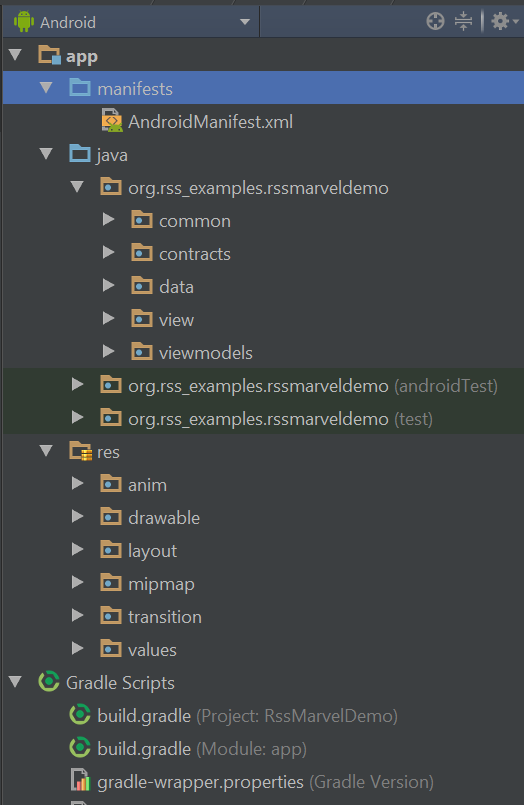 Android
app
manifests
AndroidManifest.xml
java
org.rss_examples.rssmarveldemo
common
contracts
data
view
viewmodels
org.rss_examples.rssmarveldemo (androidTest)
org.rss_examples.rssmarveldemo (test)
res
anim
drawable
layout
mipmap
transition
values
Gradle Scripts
build.gradle (Project: RssMarvelDemo)
build.gradle (Module: app)
gradle-wrapper.properties (Gradle Version)